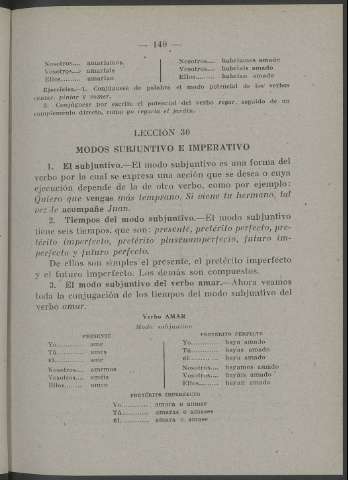 — 140 —
Nosotros.... amaríamos. Nosotros.... habríamos amado
Vosotros.... amaríais Vosotros.... habríais amado
Ellos......... amarían Ellos......... habrían amado
Ejercicios.—1. Conjúguese de palabra el modo potencial de los verbos
cantar, pintar y comer.
2. Conjúguese por escrito el potencial del verbo regar, seguido de un
complemento directo, como yo regaría el jardín.
LECCIÓN 30
MODOS SUBJUNTIVO E IMPERATIVO
1. El subjuntivo.—El modo subjuntivo es una forma del
verbo por la cual se expresa una acción que se desea o cuya
ejecución depende de la de otro verbo, como por ejemplo:
Quiero que vengas más temprano. Si viene tu hermano, tal
vez le acompañe Juan.
2. Tiempos del modo subjuntivo.—El modo subjuntivo
tiene seis tiempos, que son: presente, pretérito perfecto, pre-
térito imperfecto, pretérito pluscuamperfecto, futuro im-
perfecto y futuro perfecto.
De ellos son simples el presente, el pretérito imperfecto
y el futuro imperfecto. Los demás son compuestos.
3. El modo subjuntivo del verbo amar.—Ahora veamos
toda la conjugación de los tiempos del modo subjuntivo del
verbo amar.
Verbo AMAR
Modo subjuntivo
PRESENTE PRETÉRITO PERFECTO
Yo............ ame Yo............ haya amado
Tú............ ames Tú............ hayas amado
Él............ ame Él............ haya amado
Nosotros.... amemos Nosotros.... hayamos amado
Vosotros.... améis Vosotros.... hayáis amado
Ellos......... amen Ellos......... hayan amado
PRETÉRITO IMPERFECTO
Yo............ amara o amase
Tú............ amaras o amases
Él............ amara o amase